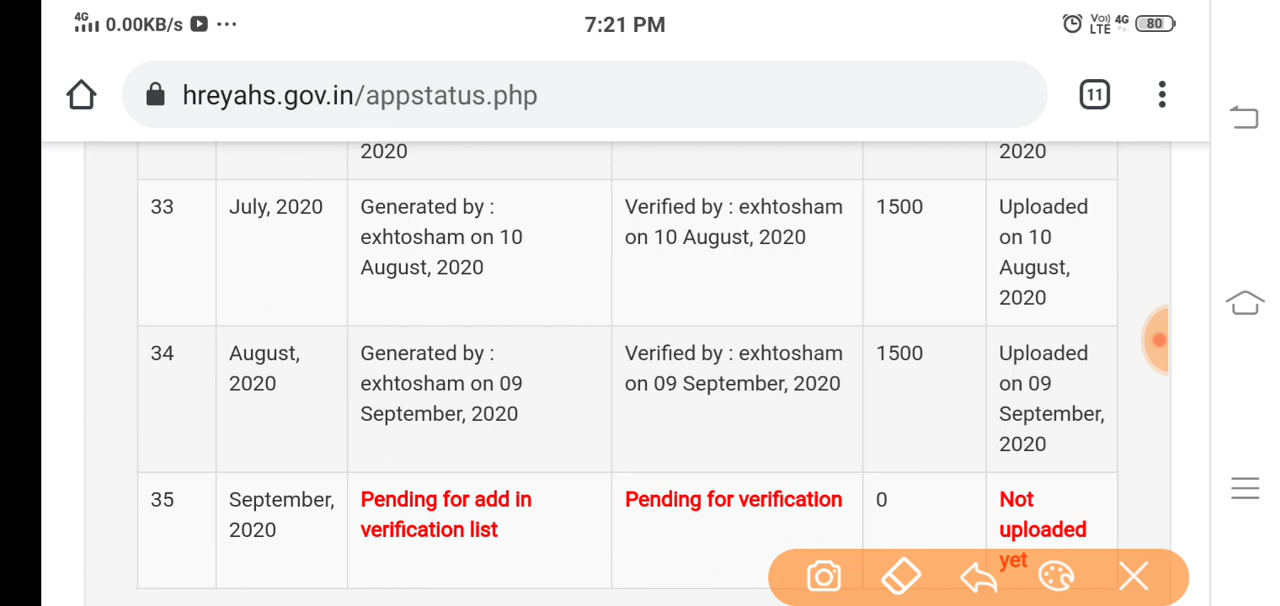 4G 0.00KB/s ... 7:21 PM Vo) LTE 4G 80
hreyahs.gov.in/appstatus.php 11
2020 2020
33 July, 2020 Generated by : Verified by : exhtosham 1500 Uploaded
exhtosham on 10 on 10 August, 2020 on 10
August, 2020 August,
2020
34 August, Generated by : Verified by : exhtosham 1500 Uploaded
2020 exhtosham on 09 on 09 September, 2020 on 09
September, 2020 September,
2020
35 September, Pending for add in Pending for verification 0 Not
2020 verification list uploaded
yet